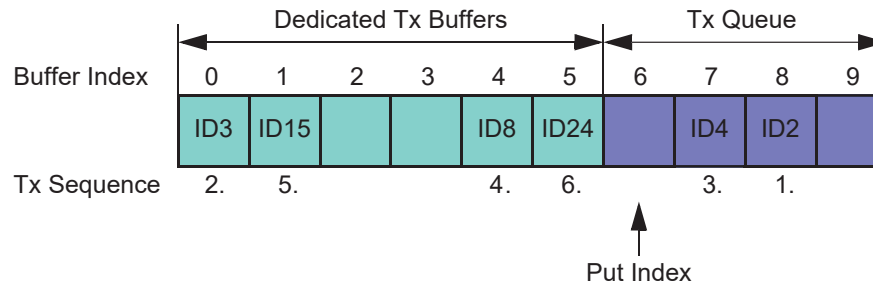 Dedicated Tx Buffers Tx Queue
Buffer Index 0 1 2 3 4 5 6 7 8 9
ID3 ID15 ID8 ID24 ID4 ID2
Tx Sequence 2. 5. 4. 6. 3. 1.
Put Index